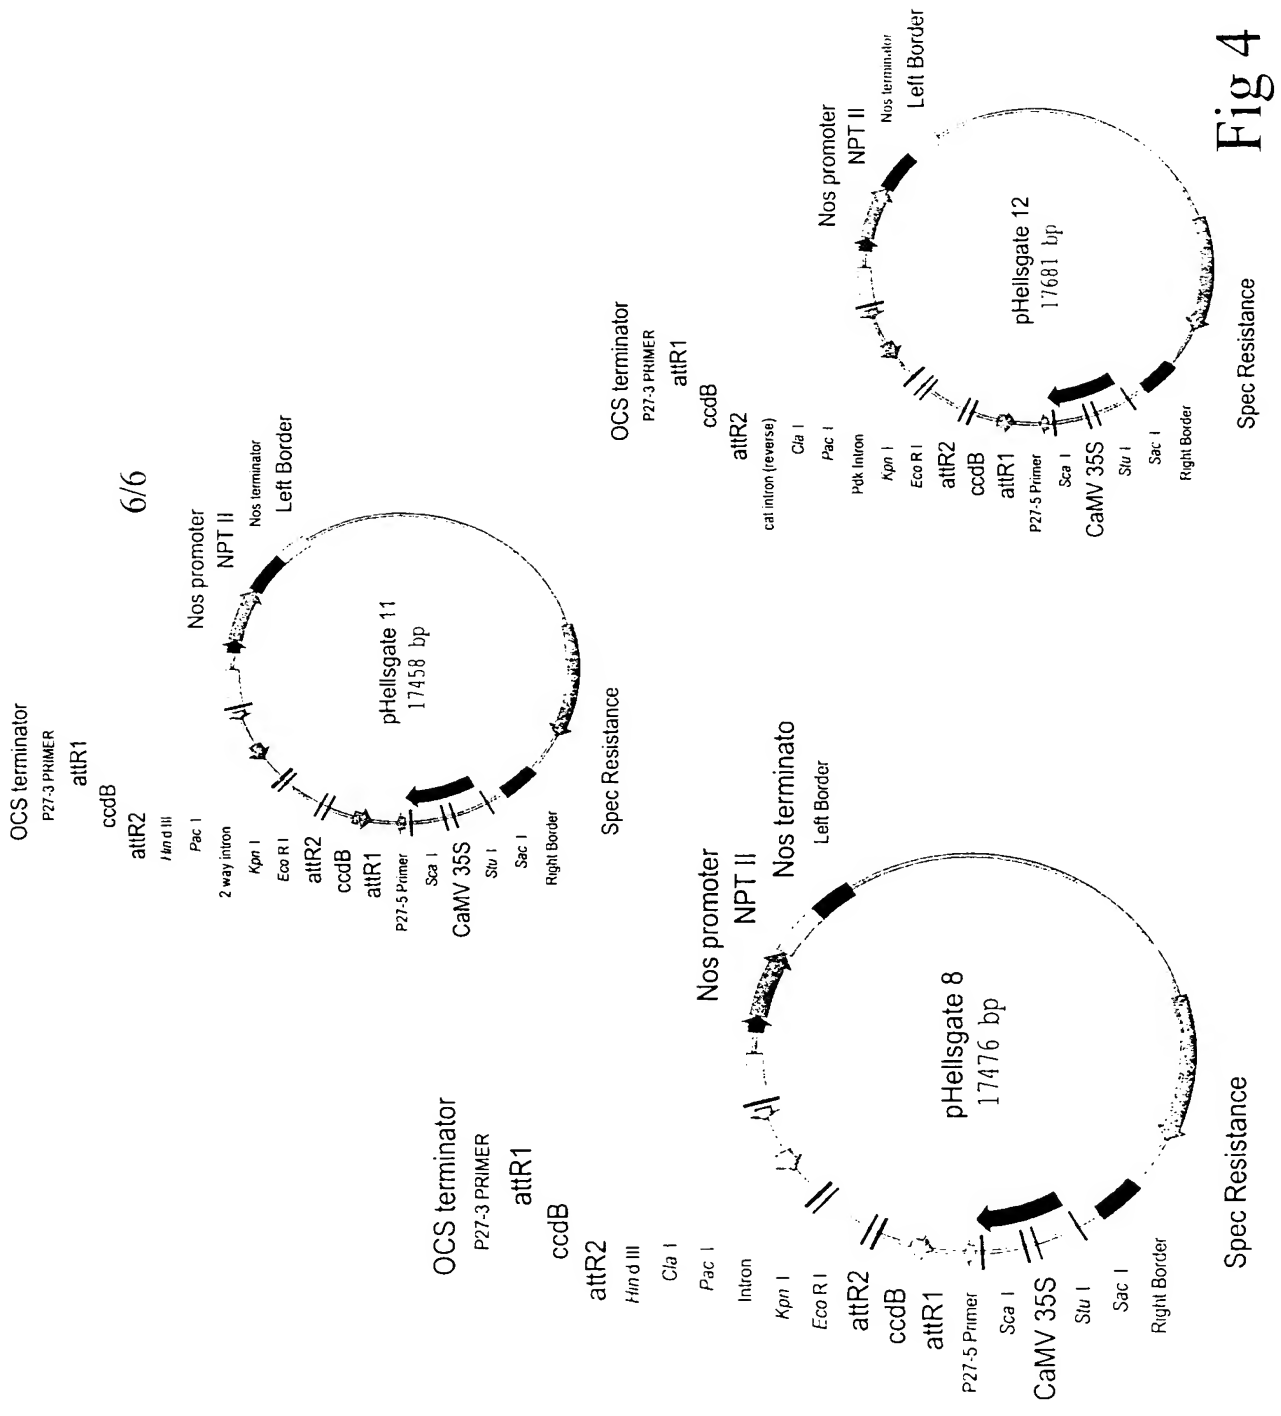 6/6
OCS terminator
P27-3 PRIMER
attR1
ccdB
attR2
Hind III
Pac I
2 way intron
Kpn I
Eco R I
attR2
ccdB
attR1
P27-5 Primer
Sca I
CaMV 35S
Stu I
Sac I
Right Border
Nos promoter
NPT II
Nos terminator
Left Border
pHellsgate 11
17458 bp
Spec Resistance
OCS terminator
P27-3 PRIMER
attR1
ccdB
attR2
Hind III
Cla I
Pac I
Intron
Kpn I
Eco R I
attR2
ccdB
attR1
P27-5 Primer
Sca I
CaMV 35S
Stu I
Sac I
Right Border
Nos promoter
NPT II
Nos terminato
Left Border
pHellsgate 8
17476 bp
Spec Resistance
OCS terminator
P27-3 PRIMER
attR1
ccdB
attR2
cat intron (reverse)
Cla I
Pac I
Pdk Intron
Kpn I
Eco R I
attR2
ccdB
attR1
P27-5 Primer
Sca I
CaMV 35S
Stu I
Sac I
Right Border
Nos promoter
NPT II
Nos terminator
Left Border
pHellsgate 12
17681 bp
Spec Resistance
Fig 4